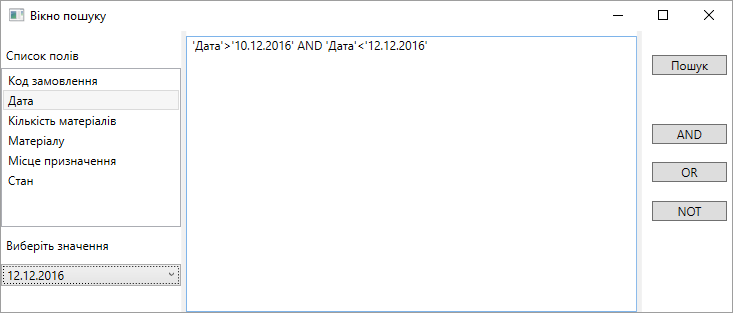 Вікно пошуку
Список полів
Код замовлення
Дата
Кількість матеріалів
Матеріалу
Місце призначення
Стан
Виберіть значення
12.12.2016
'Дата'>'10.12.2016' AND 'Дата'<'12.12.2016'
Пошук
AND
OR
NOT